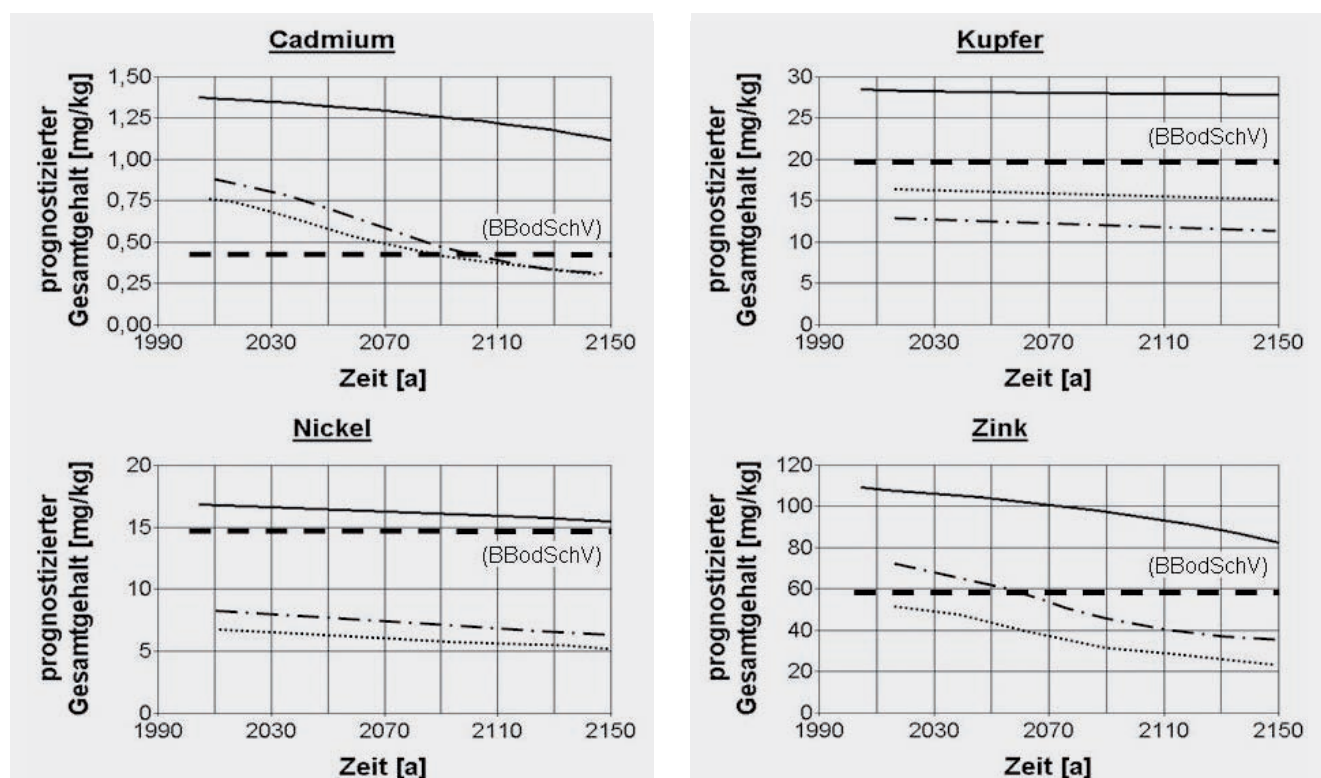 Cadmium
prognostizierter
Gesamtgehalt [mg/kg]
1,50
1,25
1,00
0,75
0,50
0,25
0,00
(BBodSchV)
1990 2030 2070 2110 2150
Zeit [a]
Kupfer
prognostizierter
Gesamtgehalt [mg/kg]
30
25
20
15
10
5
0
(BBodSchV)
1990 2030 2070 2110 2150
Zeit [a]
Nickel
prognostizierter
Gesamtgehalt [mg/kg]
20
15
10
5
0
(BBodSchV)
1990 2030 2070 2110 2150
Zeit [a]
Zink
prognostizierter
Gesamtgehalt [mg/kg]
120
100
80
60
40
20
0
(BBodSchV)
1990 2030 2070 2110 2150
Zeit [a]